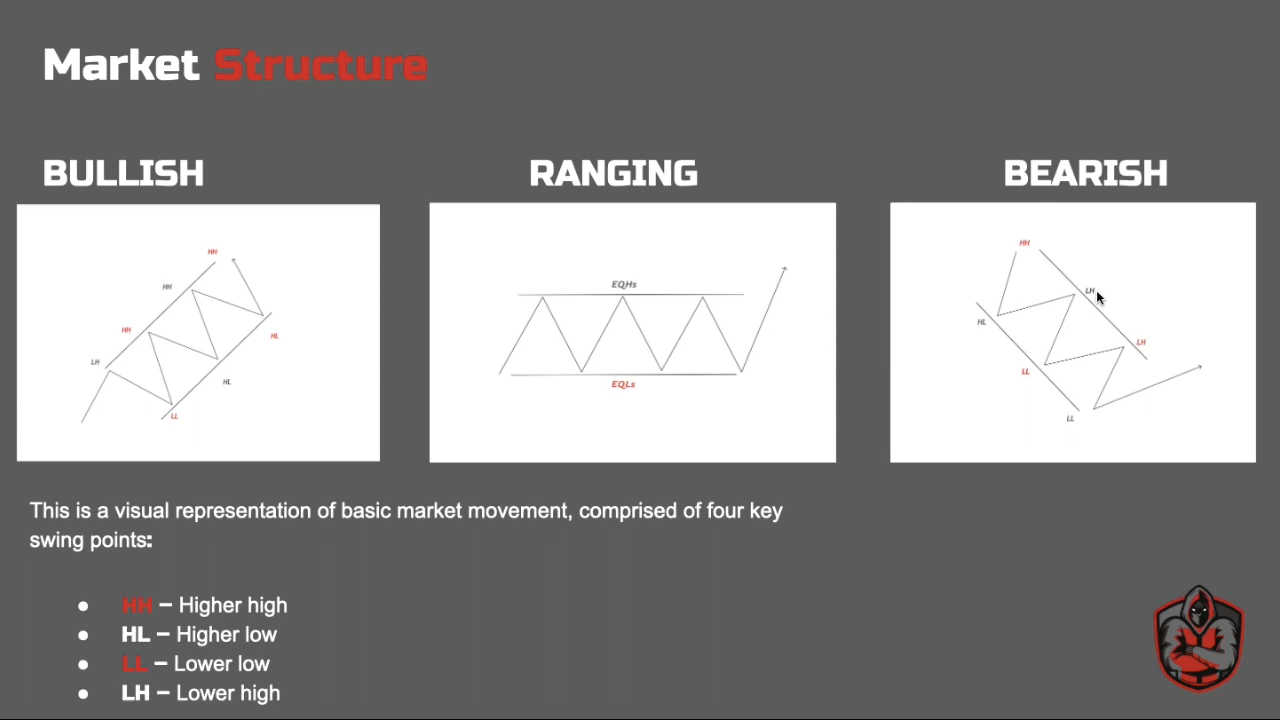 Market Structure
BULLISH
RANGING
BEARISH
HH
HH
HH
LH
HL
HL
LL
EQHs
EQLs
HH
LH
HL
LH
LL
LL
This is a visual representation of basic market movement, comprised of four key
swing points:
● HH – Higher high
● HL – Higher low
● LL – Lower low
● LH – Lower high